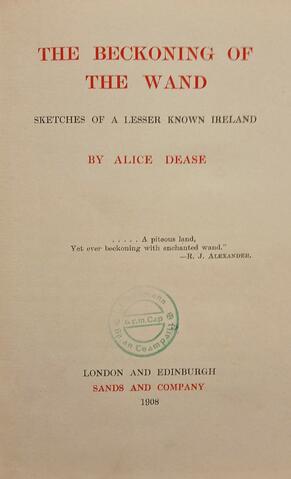 THE BECKONING OF
THE WAND
SKETCHES OF A LESSER KNOWN IRELAND
BY ALICE DEASE
..... A piteous land,
Yet ever beckoning with enchanted wand."
—R. J. ALEXANDER.
LONDON AND EDINBURGH
SANDS AND COMPANY
1908